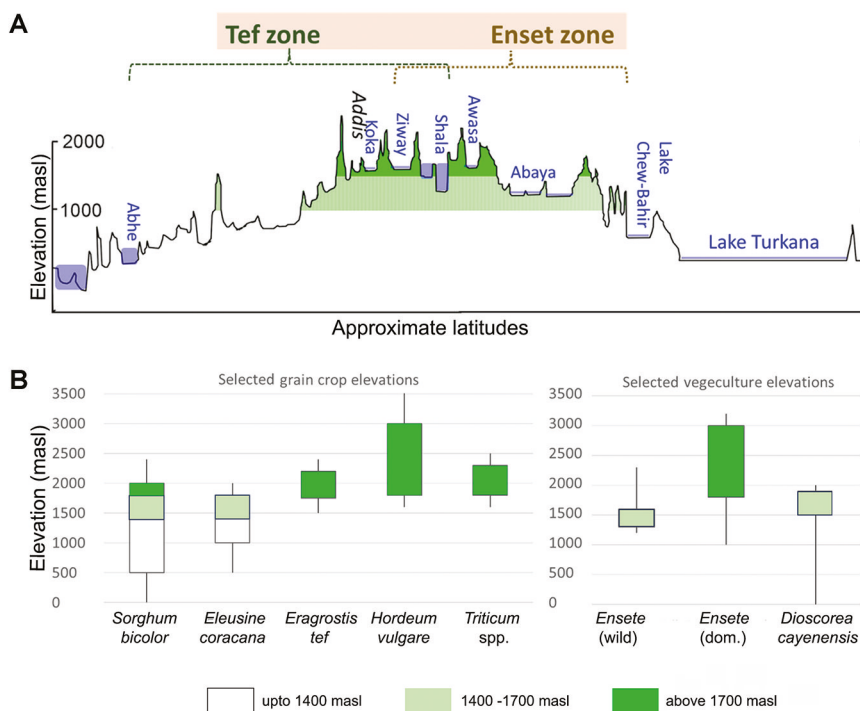 A
Tef zone
Enset zone
Elevation (masl)
2000
1000
Abhe
Addis
Koka
Ziway
Shala
Awasa
Abaya
Lake
Chew-Bahir
Lake Turkana
Approximate latitudes
B
Selected grain crop elevations
Elevation (masl)
3500
3000
2500
2000
1500
1000
500
0
Sorghum
bicolor
Eleusine
coracana
Eragrostis
tef
Hordeum
vulgare
Triticum
spp.
Selected vegeculture elevations
3500
3000
2500
2000
1500
1000
500
0
Ensete
(wild)
Ensete
(dom.)
Dioscorea
cayenensis
upto 1400 masl
1400 -1700 masl
above 1700 masl